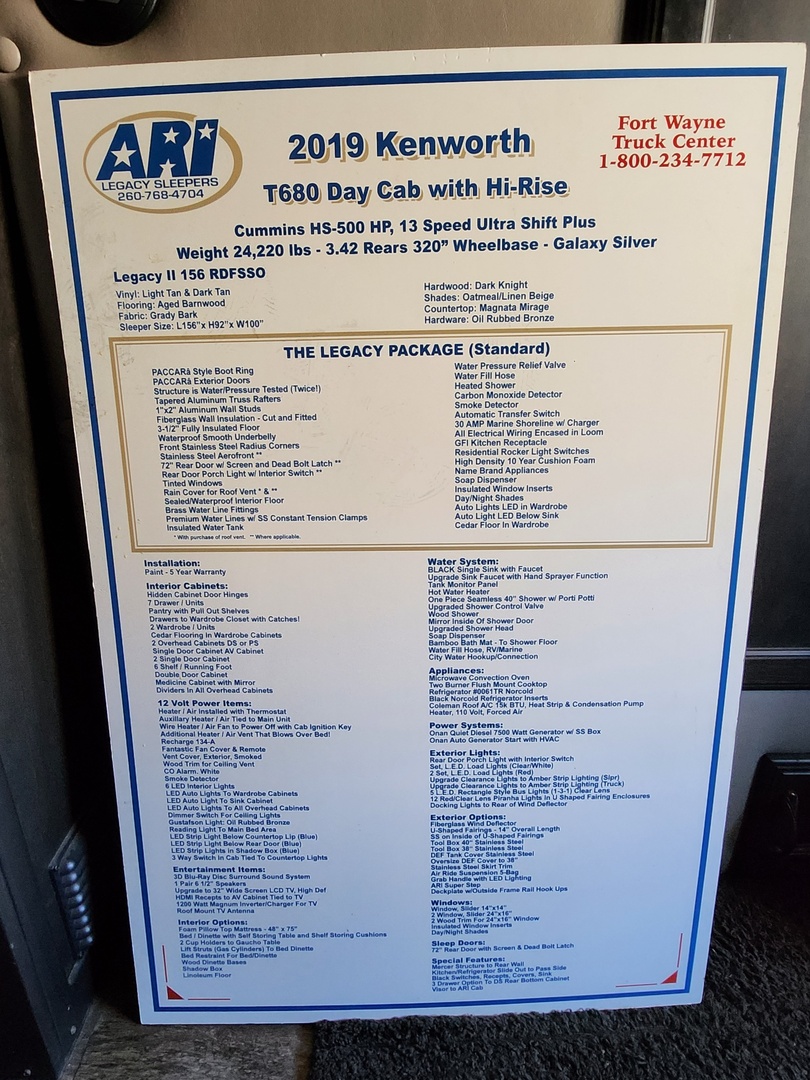 ARI
LEGACY SLEEPERS
260-768-4704
2019 Kenworth
T680 Day Cab with Hi-Rise
Fort Wayne
Truck Center
1-800-234-7712
Cummins HS-500 HP, 13 Speed Ultra Shift Plus
Weight 24,220 lbs - 3.42 Rears 320” Wheelbase - Galaxy Silver
Legacy II 156 RDFSSO
Vinyl: Light Tan & Dark Tan
Flooring: Aged Barnwood
Fabric: Grady Bark
Sleeper Size: L156”x H92”x W100”
Hardwood: Dark Knight
Shades: Oatmeal/Linen Beige
Countertop: Magnata Mirage
Hardware: Oil Rubbed Bronze
THE LEGACY PACKAGE (Standard)
PACCARâ Style Boot Ring
PACCARâ Exterior Doors
Structure is Water/Pressure Tested (Twice!)
Tapered Aluminum Truss Rafters
1"x2" Aluminum Wall Studs
Fiberglass Wall Insulation - Cut and Fitted
3-1/2" Fully Insulated Floor
Waterproof Smooth Underbelly
Front Stainless Steel Radius Corners
Stainless Steel Aerofront **
72" Rear Door w/ Screen and Dead Bolt Latch **
Rear Door Porch Light w/ Interior Switch **
Tinted Windows
Rain Cover for Roof Vent * & **
Sealed/Waterproof Interior Floor
Brass Water Line Fittings
Premium Water Lines w/ SS Constant Tension Clamps
Insulated Water Tank
* With purchase of roof vent. ** Where applicable.
Water Pressure Relief Valve
Water Fill Hose
Heated Shower
Carbon Monoxide Detector
Smoke Detector
Automatic Transfer Switch
30 AMP Marine Shoreline w/ Charger
All Electrical Wiring Encased in Loom
GFI Kitchen Receptacle
Residential Rocker Light Switches
High Density 10 Year Cushion Foam
Name Brand Appliances
Soap Dispenser
Insulated Window Inserts
Day/Night Shades
Auto Lights LED in Wardrobe
Auto Light LED Below Sink
Cedar Floor In Wardrobe
Installation:
Paint - 5 Year Warranty
Interior Cabinets:
Hidden Cabinet Door Hinges
7 Drawer / Units
Pantry with Pull Out Shelves
Drawers to Wardrobe Closet with Catches!
2 Wardrobe / Units
Cedar Flooring in Wardrobe Cabinets
2 Overhead Cabinets DS or PS
Single Door Cabinet AV Cabinet
2 Single Door Cabinet
6 Shelf / Running Foot
Double Door Cabinet
Medicine Cabinet with Mirror
Dividers In All Overhead Cabinets
12 Volt Power Items:
Heater / Air Installed with Thermostat
Auxillary Heater / Air Tied to Main Unit
Wire Heater / Air Fan to Power Off with Cab Ignition Key
Additional Heater / Air Vent That Blows Over Bed!
Recharge 134-A
Fantastic Fan Cover & Remote
Vent Cover, Exterior, Smoked
Wood Trim for Ceiling Vent
CO Alarm, White
Smoke Detector
6 LED Interior Lights
LED Auto Lights To Wardrobe Cabinets
LED Auto Lights To Sink Cabinet
LED Auto Lights To All Overhead Cabinets
Dimmer Switch For Ceiling Lights
Gustafson Light: Oil Rubbed Bronze
Reading Light To Main Bed Area
LED Strip Light Below Countertop Lip (Blue)
LED Strip Light Below Rear Door (Blue)
LED Strip Lights in Shadow Box (Blue)
3 Way Switch in Cab Tied To Countertop Lights
Entertainment Items:
3D Blu-Ray Disc Surround Sound System
1 Pair 6 1/2" Speakers
Upgrade to 32" Wide Screen LCD TV, High Def
HDMI Recepts to AV Cabinet Tied to TV
1200 Watt Magnum Inverter/Charger For TV
Roof Mount TV Antenna
Interior Options:
Foam Pillow Top Mattress - 48" x 75"
Bed / Dinette with Self Storing Table and Shelf Storing Cushions
2 Cup Holders to Gaucho Table
Lift Struts (Gas Cylinders) To Bed Dinette
Bed Restraint For Bed/Dinette
Wood Dinette Bases
Shadow Box
Linoleum Floor
Water System:
BLACK Single Sink with Faucet
Upgrade Sink Faucet with Hand Sprayer Function
Tank Monitor Panel
Hot Water Heater
One Piece Seamless 40" Shower w/ Porti Potti
Upgraded Shower Control Valve
Wood Shower
Mirror Inside Of Shower Door
Upgraded Shower Head
Soap Dispenser
Bamboo Bath Mat - To Shower Floor
Water Fill Hose, RV/Marine
City Water Hookup/Connection
Appliances:
Microwave Convection Oven
Two Burner Flush Mount Cooktop
Refrigerator #0061TR Norcold
Black Norcold Refrigerator Inserts
Coleman Roof A/C 15k BTU, Heat Strip & Condensation Pump
Heater, 110 Volt, Forced Air
Power Systems:
Onan Quiet Diesel 7500 Watt Generator w/ SS Box
Onan Auto Generator Start with HVAC
Exterior Lights:
Rear Door Porch Light with Interior Switch
Set, L.E.D. Load Lights (Clear/White)
2 Set, L.E.D. Load Lights (Red)
Upgrade Clearance Lights to Amber Strip Lighting (Slpr)
Upgrade Clearance Lights to Amber Strip Lighting (Truck)
5 L.E.D. Rectangle Style Bus Lights (1-3-1) Clear Lens
12 Red/Clear Lens Piranha Lights in U Shaped Fairing Enclosures
Docking Lights to Rear of Wind Deflector
Exterior Options:
Fiberglass Wind Deflector
U-Shaped Fairings - 14" Overall Length
SS on Inside of U-Shaped Fairings
Tool Box 40" Stainless Steel
Tool Box 38" Stainless Steel
DEF Tank Cover Stainless Steel
Oversize DEF Cover to 38"
Stainless Steel Skirt Trim
Air Ride Suspension 5-Bag
Grab Handle with LED Lighting
ARI Super Step
Deckplate w/Outside Frame Rail Hook Ups
Windows:
Window, Slider 14"x14"
2 Window, Slider 24"x16"
2 Wood Trim For 24"x16" Window
Insulated Window Inserts
Day/Night Shades
Sleep Doors:
72" Rear Door with Screen & Dead Bolt Latch
Special Features:
Mercer Structure to Rear Wall
Kitchen/Refrigerator Slide Out to Pass Side
Black Switches, Recepts, Covers, Sink
3 Drawer Option To DS Rear Bottom Cabinet
Visor to ARI Cab